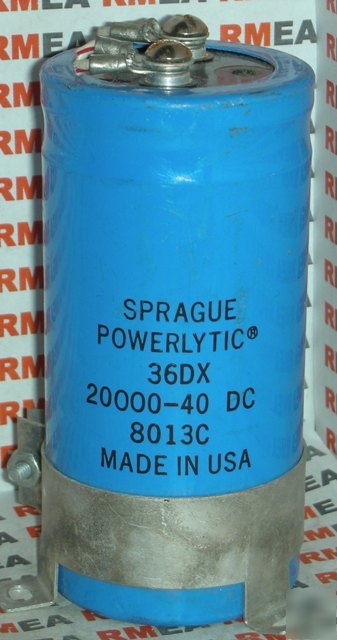 SPRAGUE
POWERLYTIC®
36DX
20000-40 DC
8013C
MADE IN USA